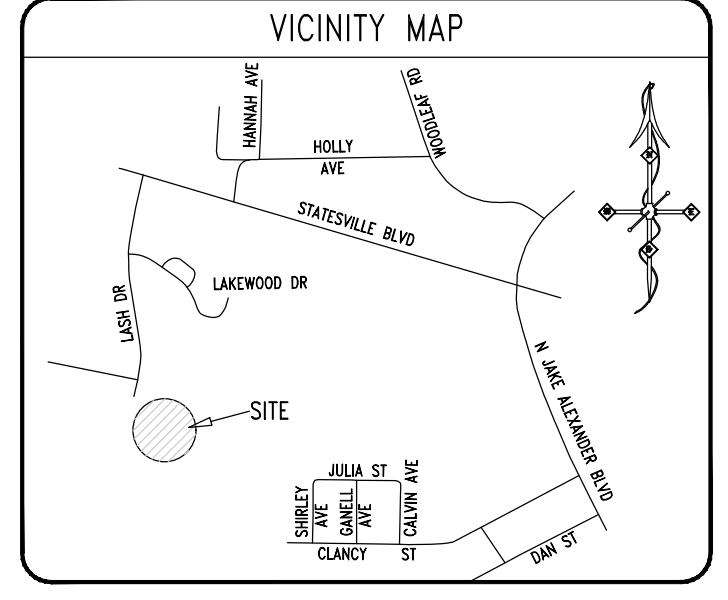 VICINITY MAP
HANNAH AVE
WOODLEAF RD
HOLLY
AVE
STATESVILLE BLVD
LAKEWOOD DR
LASH DR
N JAKE ALEXANDER BLVD
SITE
JULIA ST
SHIRLEY
AVE
GANELL
AVE
CALVIN AVE
CLANCY ST
DAN ST